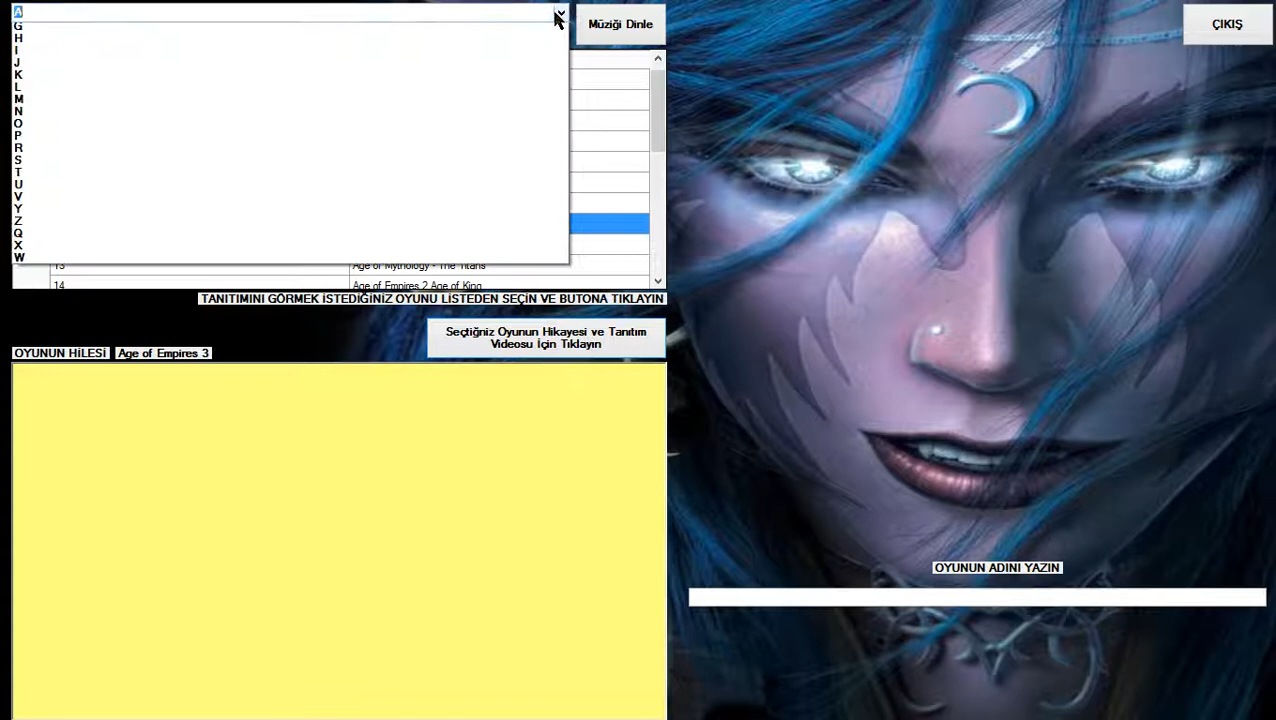 A
Müziği Dinle
ÇIKIŞ
G
H
I
J
K
L
M
N
O
P
R
S
T
U
V
Y
Z
Q
X
W
13 Age of Mythology - The Titans
14 Age of Empires 2 Age of King
TANITIMINI GÖRMEK İSTEDİĞİNİZ OYUNU LİSTEDEN SEÇİN VE BUTONA TIKLAYIN
Seçtiğniz Oyunun Hikayesi ve Tanıtım
Videosu İçin Tıklayın
OYUNUN HİLESİ Age of Empires 3
OYUNUN ADINI YAZIN